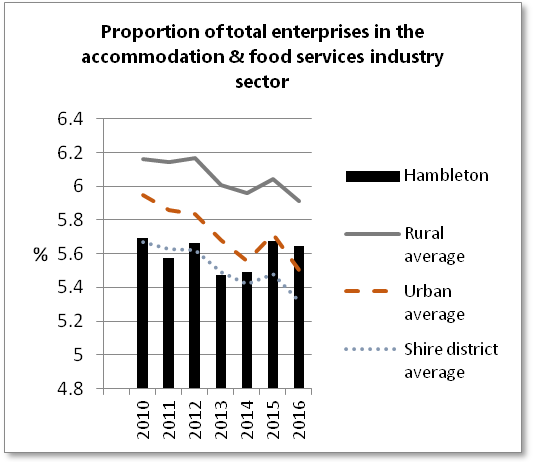 Proportion of total enterprises in the
accommodation & food services industry
sector
6.4
6.2
6
5.8
5.6
5.4
5.2
5
4.8
%
2010
2011
2012
2013
2014
2015
2016
Hambleton
Rural
average
Urban
average
Shire district
average